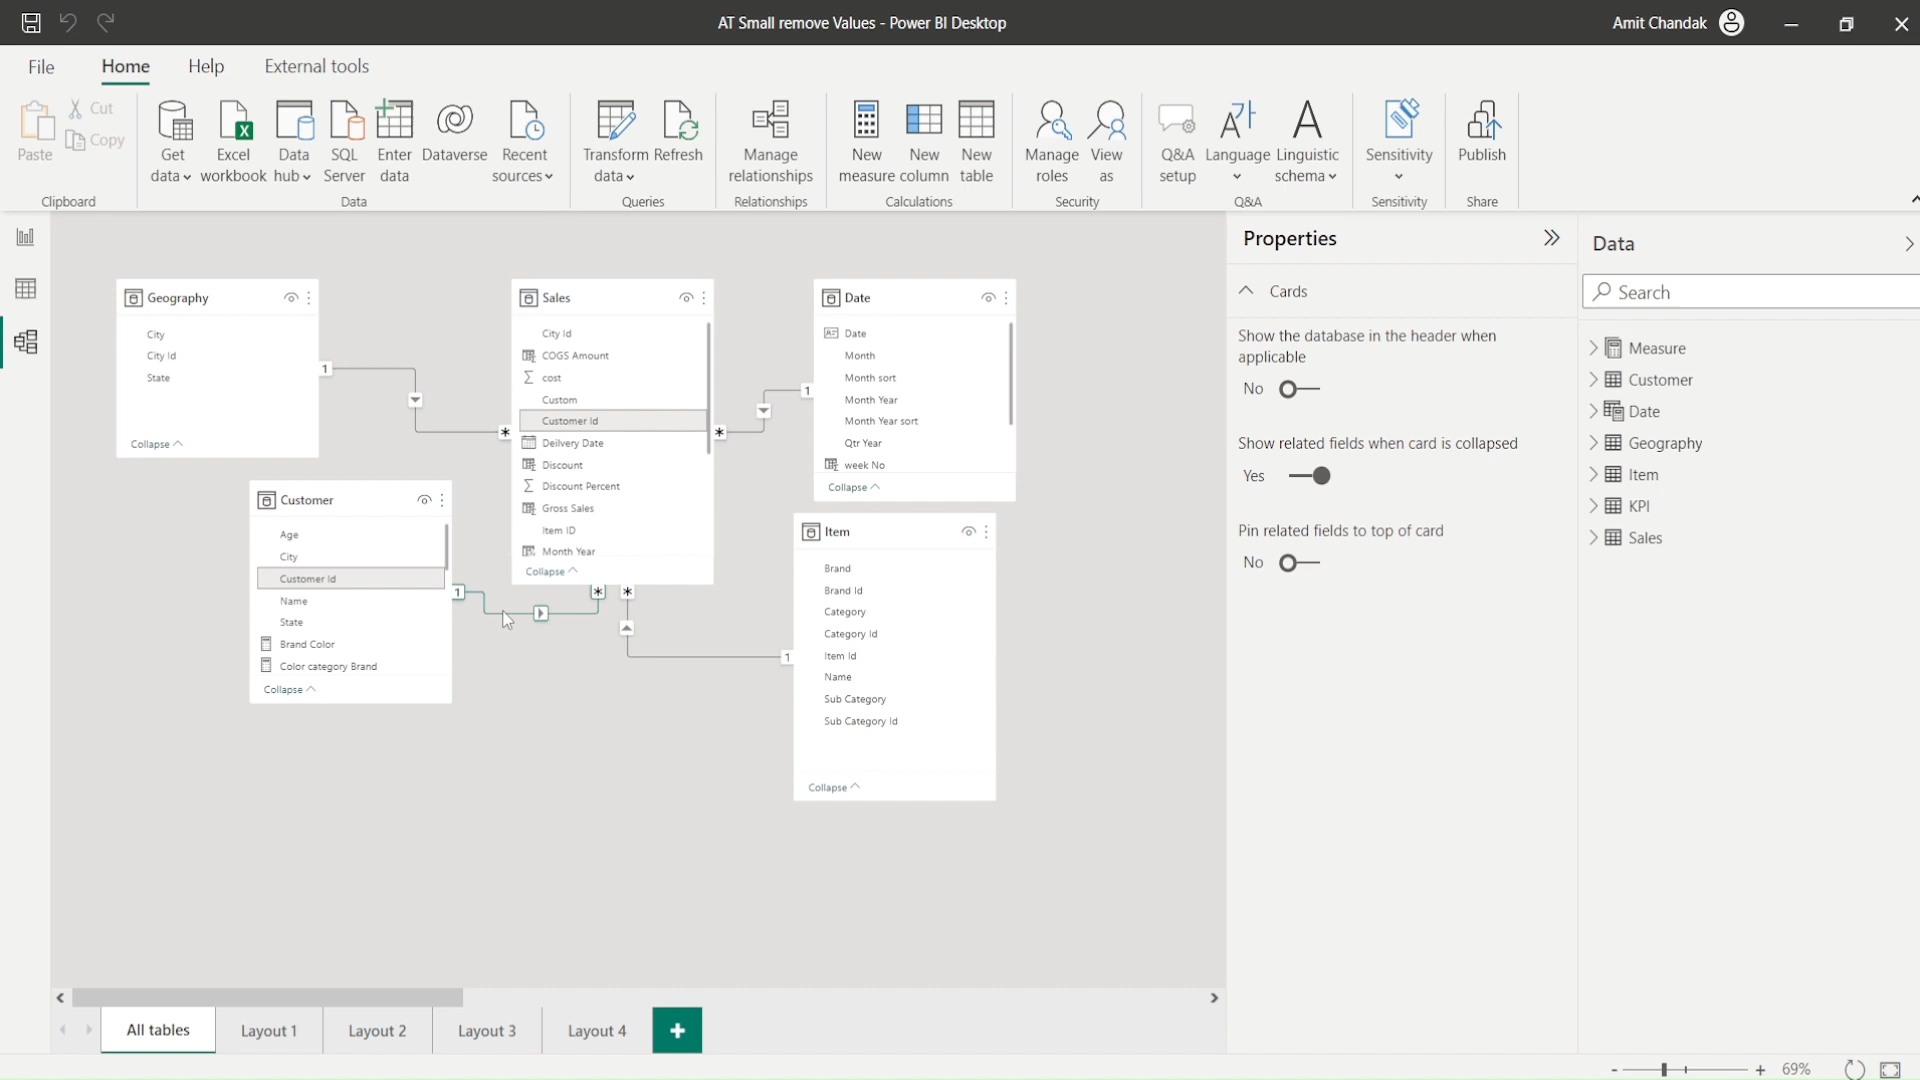 AT Small remove Values - Power BI Desktop
Amit Chandak
File Home Help External tools
Paste
Cut
Copy
Clipboard
Get data
Excel workbook
Data hub
SQL Server
Enter data
Dataverse
Recent sources
Data
Transform data
Refresh
Queries
Manage relationships
Relationships
New measure
New column
New table
Calculations
Manage roles
View as
Security
Q&A setup
Language
Linguistic schema
Q&A
Sensitivity
Sensitivity
Publish
Share
Geography
City
City Id
State
Collapse
1
*
Customer
Age
City
Customer Id
Name
State
Brand Color
Color category Brand
Collapse
1
*
Sales
City Id
COGS Amount
cost
Custom
Customer Id
Deilvery Date
Discount
Discount Percent
Gross Sales
Item ID
Month Year
Collapse
*
1
Date
Date
Month
Month sort
Month Year
Month Year sort
Qtr Year
week No
Collapse
*
1
Item
Brand
Brand Id
Category
Category Id
Item Id
Name
Sub Category
Sub Category Id
Collapse
Properties
Cards
Show the database in the header when
applicable
No
Show related fields when card is collapsed
Yes
Pin related fields to top of card
No
Data
Search
Measure
Customer
Date
Geography
Item
KPI
Sales
All tables Layout 1 Layout 2 Layout 3 Layout 4 +
- + 69%